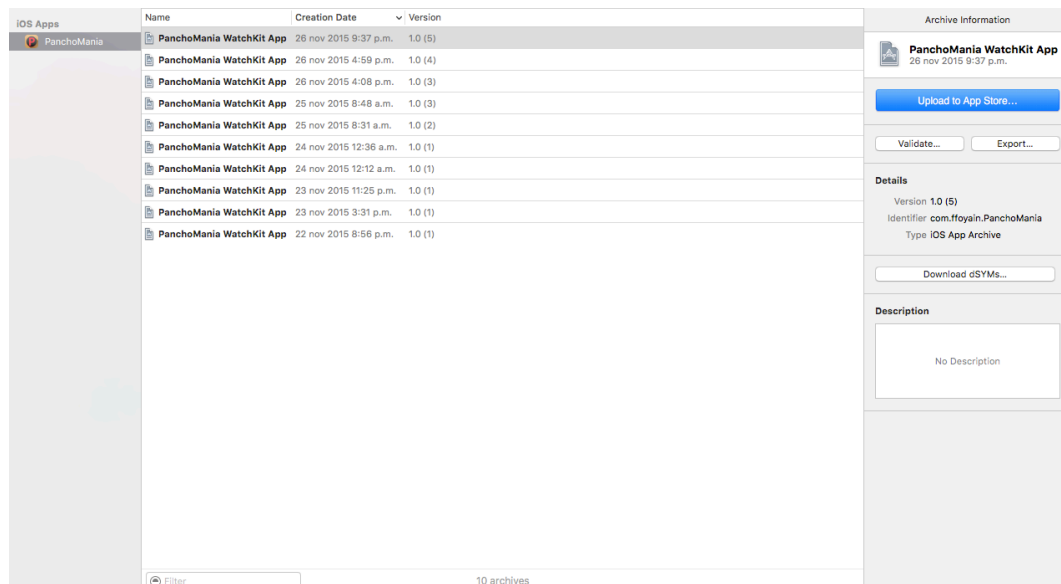 iOS Apps
PanchoMania
Name Creation Date Version
PanchoMania WatchKit App 26 nov 2015 9:37 p.m. 1.0 (5)
PanchoMania WatchKit App 26 nov 2015 4:59 p.m. 1.0 (4)
PanchoMania WatchKit App 26 nov 2015 4:08 p.m. 1.0 (3)
PanchoMania WatchKit App 25 nov 2015 8:48 a.m. 1.0 (3)
PanchoMania WatchKit App 25 nov 2015 8:31 a.m. 1.0 (2)
PanchoMania WatchKit App 24 nov 2015 12:36 a.m. 1.0 (1)
PanchoMania WatchKit App 24 nov 2015 12:12 a.m. 1.0 (1)
PanchoMania WatchKit App 23 nov 2015 11:25 p.m. 1.0 (1)
PanchoMania WatchKit App 23 nov 2015 3:31 p.m. 1.0 (1)
PanchoMania WatchKit App 22 nov 2015 8:56 p.m. 1.0 (1)
Filter
10 archives
Archive Information
PanchoMania WatchKit App
26 nov 2015 9:37 p.m.
Upload to App Store...
Validate... Export...
Details
Version 1.0 (5)
Identifier com.ffoyain.PanchoMania
Type iOS App Archive
Download dSYMs...
Description
No Description